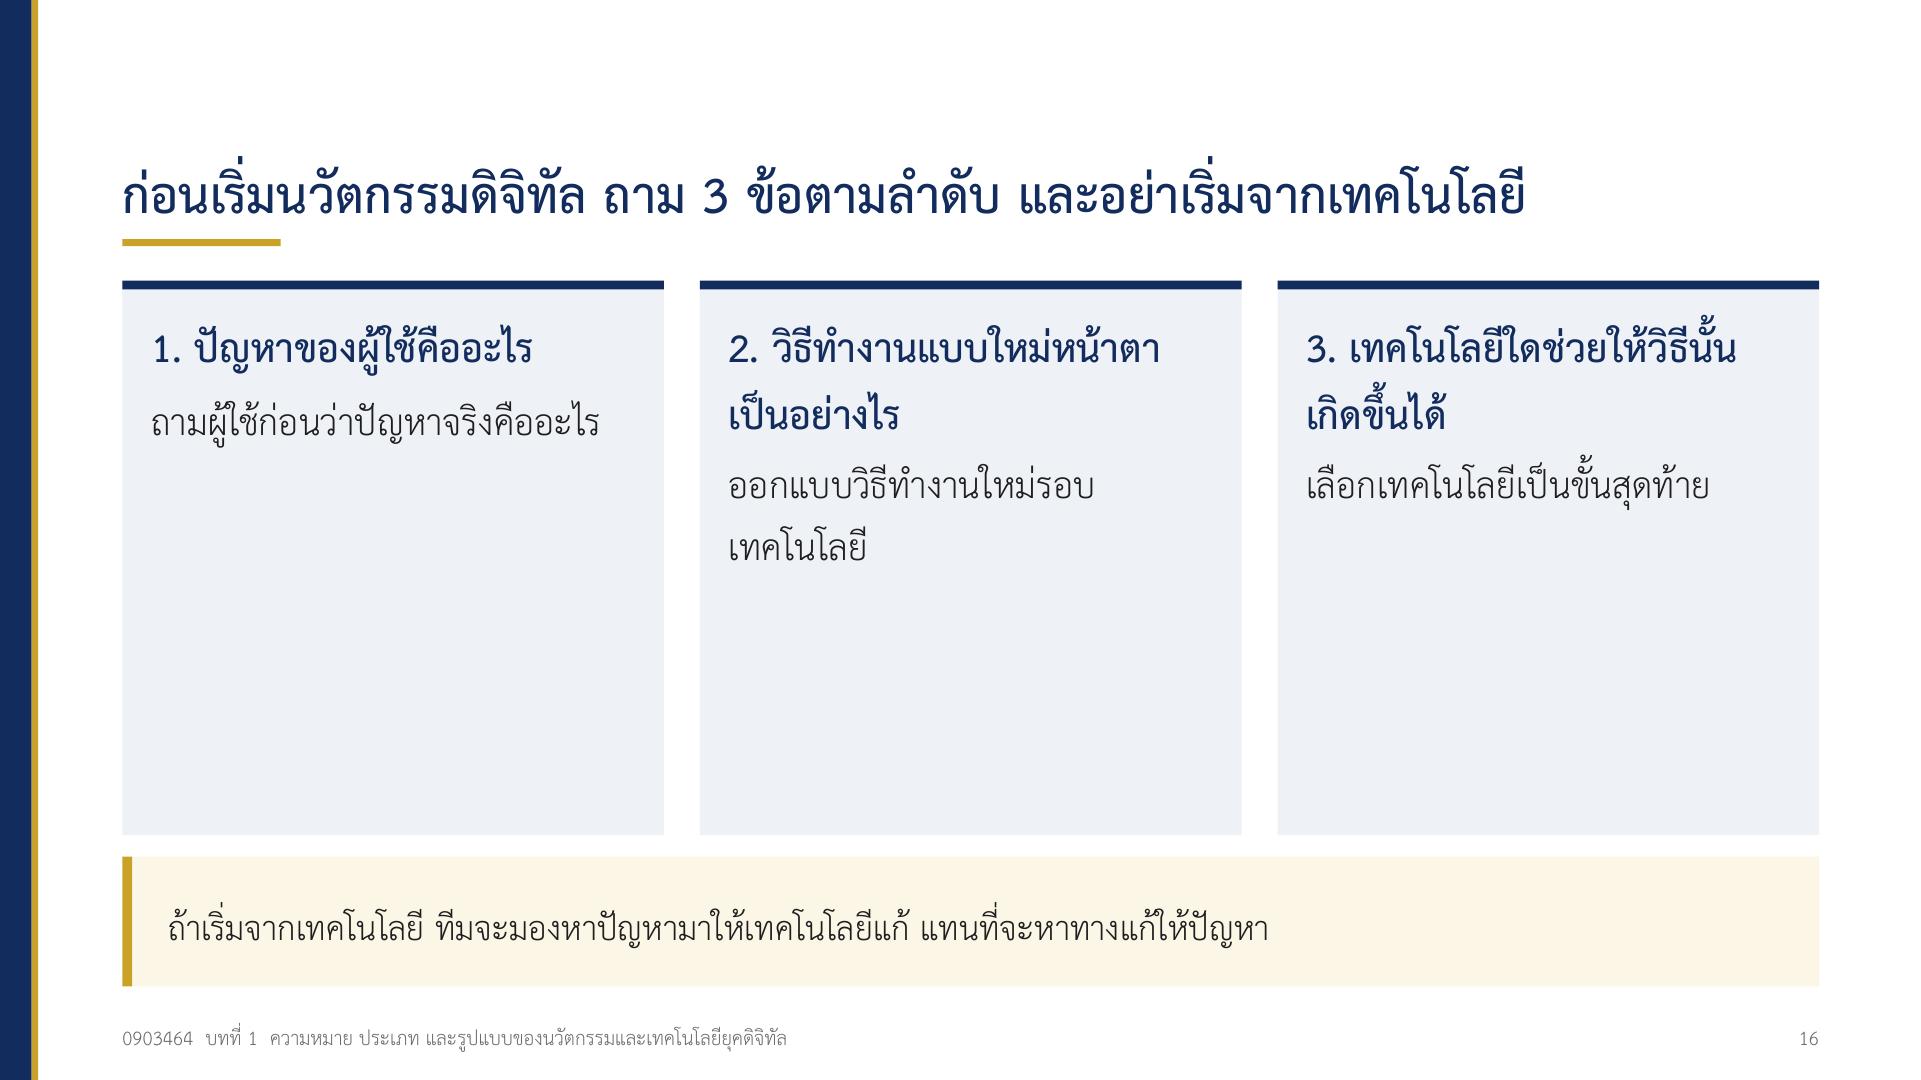 ก่อนเริ่มนวัตกรรมดิจิทัล ถาม 3 ข้อตามลำดับ และอย่าเริ่มจากเทคโนโลยี
1. ปัญหาของผู้ใช้คืออะไร
ถามผู้ใช้ก่อนว่าปัญหาจริงคืออะไร
2. วิธีทำงานแบบใหม่หน้าตา
เป็นอย่างไร
ออกแบบวิธีทำงานใหม่รอบ
เทคโนโลยี
3. เทคโนโลยีใดช่วยให้วิธีนั้น
เกิดขึ้นได้
เลือกเทคโนโลยีเป็นขั้นสุดท้าย
ถ้าเริ่มจากเทคโนโลยี ทีมจะมองหาปัญหามาให้เทคโนโลยีแก้ แทนที่จะหาทางแก้ให้ปัญหา
0903464 บทที่ 1 ความหมาย ประเภท และรูปแบบของนวัตกรรมและเทคโนโลยียุคดิจิทัล
16